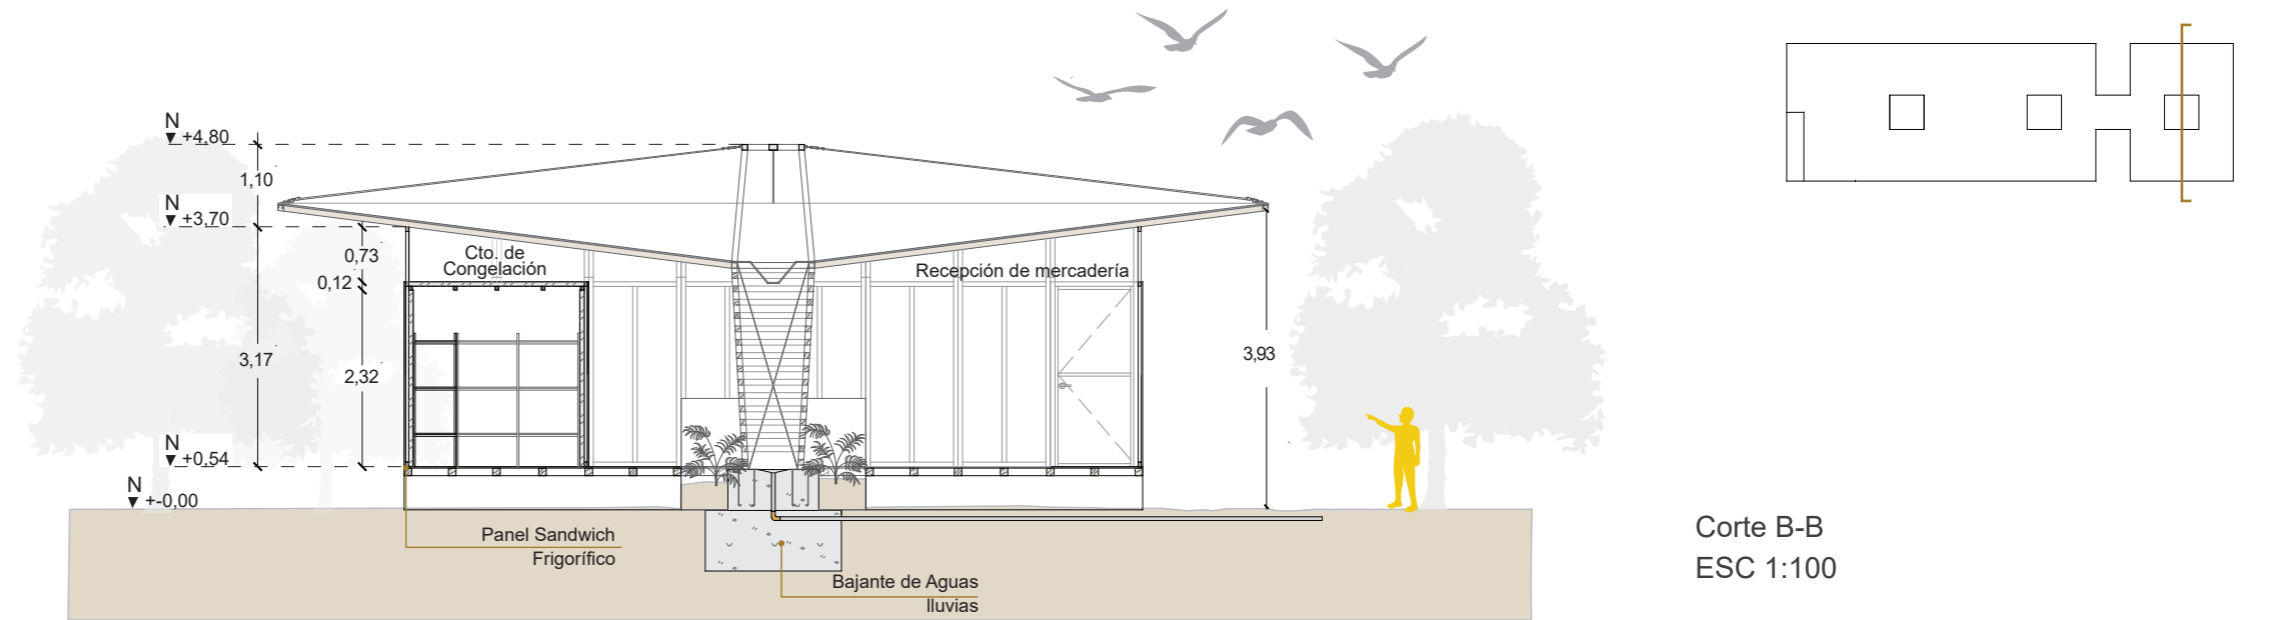 N
+4,80
1,10
N
+3,70
0,73
Cto. de
Congelación
Recepción de mercadería
0,12
3,17
2,32
3,93
N
+0,54
N
+-0,00
Panel Sandwich
Frigorífico
Bajante de Aguas
lluvias
Corte B-B
ESC 1:100